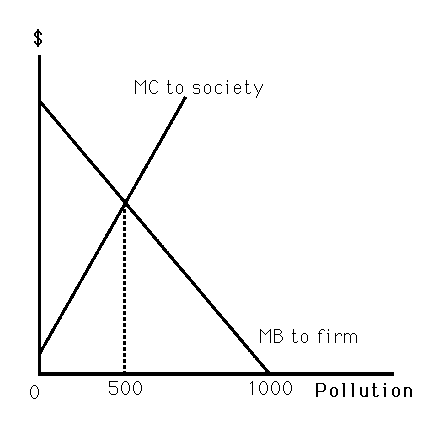 $
MC to society
MB to firm
0
500
1000
Pollution